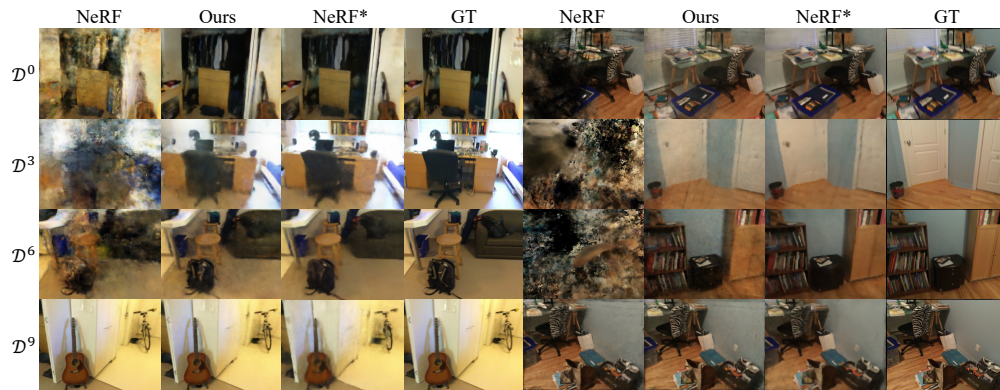 NeRF Ours NeRF* GT NeRF Ours NeRF* GT
𝒟⁰
𝒟³
𝒟⁶
𝒟⁹